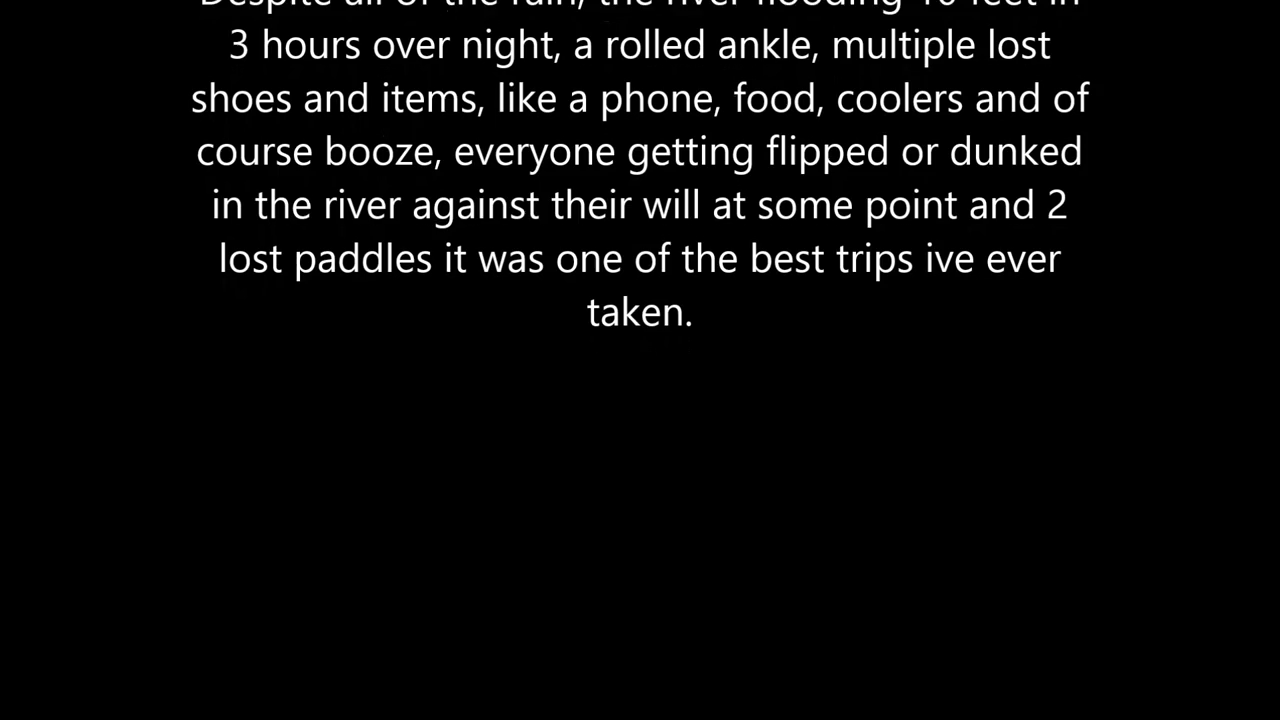 Despite all of the rain, the river flooding 10 feet in
3 hours over night, a rolled ankle, multiple lost
shoes and items, like a phone, food, coolers and of
course booze, everyone getting flipped or dunked
in the river against their will at some point and 2
lost paddles it was one of the best trips ive ever
taken.